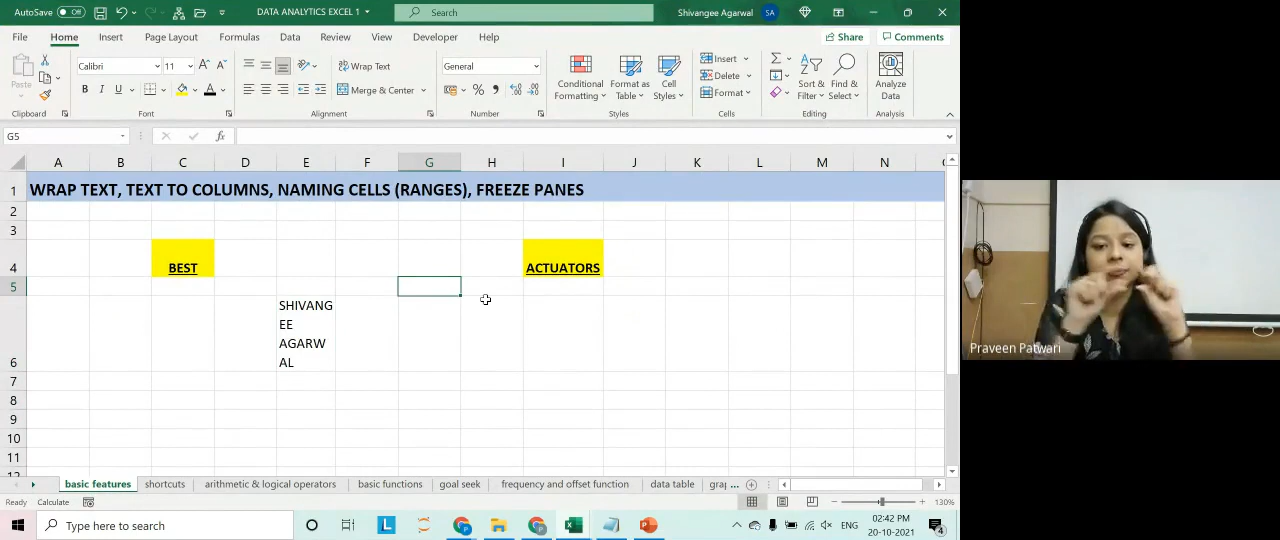 AutoSave Off DATA ANALYTICS EXCEL 1 Search Shivangee Agarwal SA
File Home Insert Page Layout Formulas Data Review View Developer Help Share Comments
Calibri 11 Wrap Text General Insert
Paste Conditional Formatting Format as Table Cell Styles Delete Sort & Filter Find & Select Analyze Data
B I U Merge & Center Format
Clipboard Font Alignment Number Styles Cells Editing Analysis
G5 fx
A B C D E F G H I J K L M N
1 WRAP TEXT, TEXT TO COLUMNS, NAMING CELLS (RANGES), FREEZE PANES
2
3
4 BEST ACTUATORS
5
SHIVANG
EE
AGARW
6 AL
7
8
9
10
11
12
Praveen Patwari
basic features shortcuts arithmetic & logical operators basic functions goal seek frequency and offset function data table ...
Ready Calculate 130%
Type here to search ENG 02:42 PM
20-10-2021 4